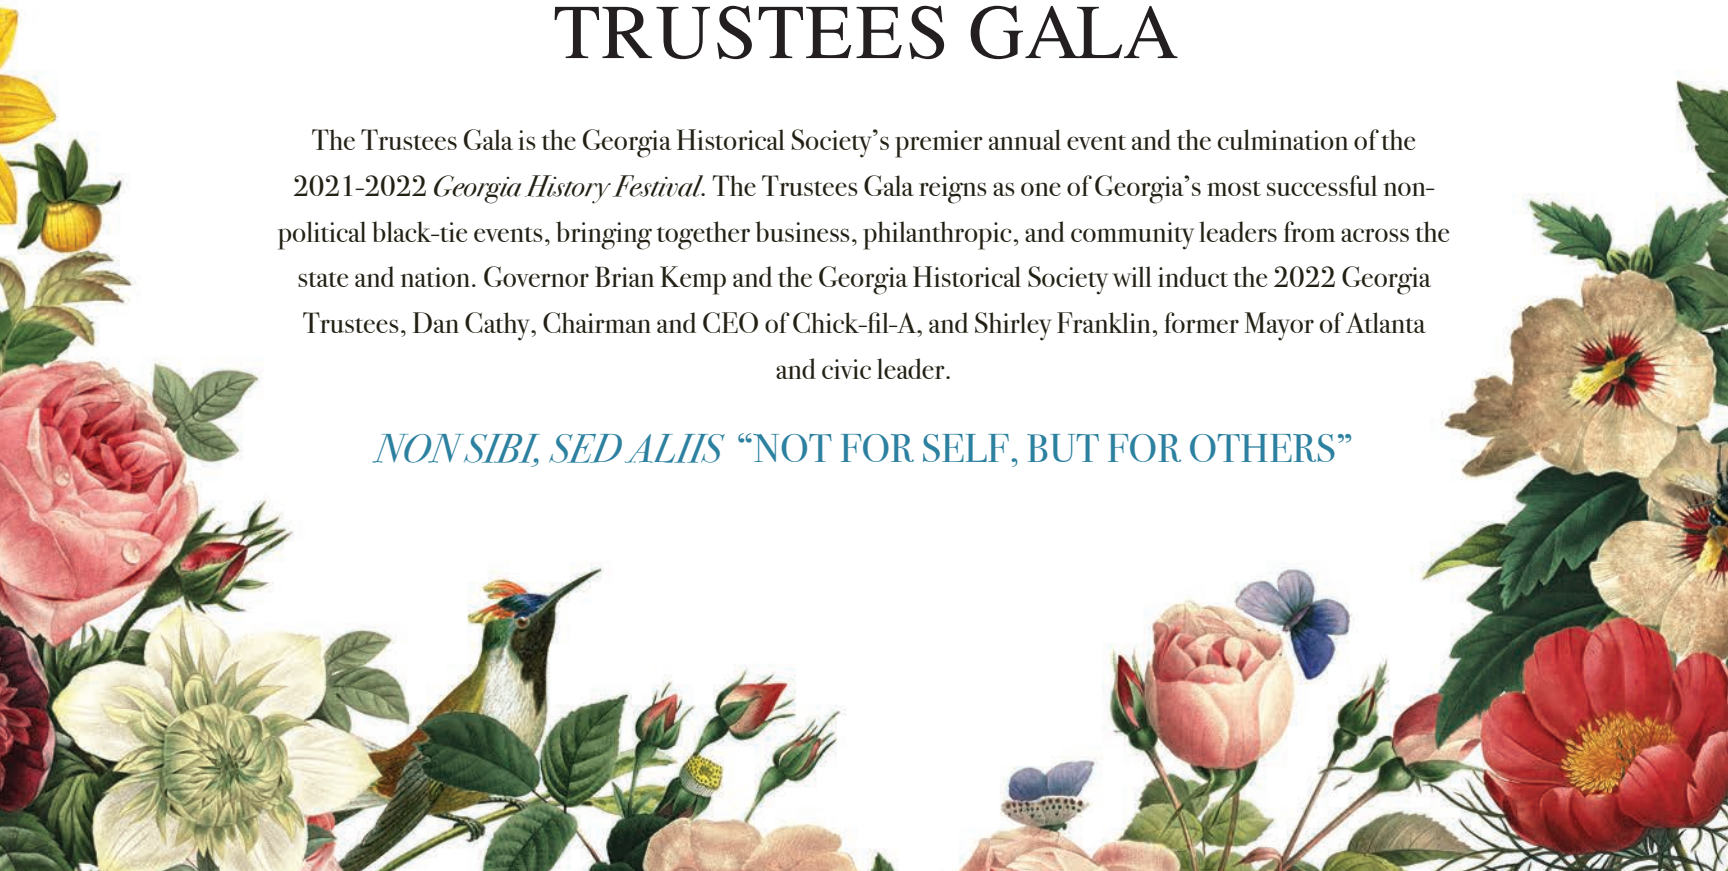 TRUSTEES GALA
The Trustees Gala is the Georgia Historical Society’s premier annual event and the culmination of the
2021-2022 Georgia History Festival. The Trustees Gala reigns as one of Georgia’s most successful non-
political black-tie events, bringing together business, philanthropic, and community leaders from across the
state and nation. Governor Brian Kemp and the Georgia Historical Society will induct the 2022 Georgia
Trustees, Dan Cathy, Chairman and CEO of Chick-fil-A, and Shirley Franklin, former Mayor of Atlanta
and civic leader.
NON SIBI, SED ALIIS “NOT FOR SELF, BUT FOR OTHERS”